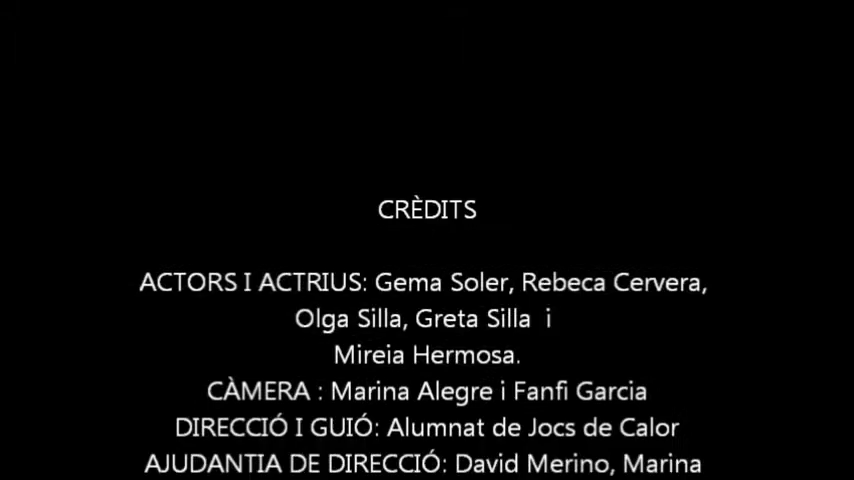 CRÈDITS
ACTORS I ACTRIUS: Gema Soler, Rebeca Cervera,
Olga Silla, Greta Silla i
Mireia Hermosa.
CÀMERA : Marina Alegre i Fanfi Garcia
DIRECCIÓ I GUIÓ: Alumnat de Jocs de Calor
AJUDANTIA DE DIRECCIÓ: David Merino, Marina